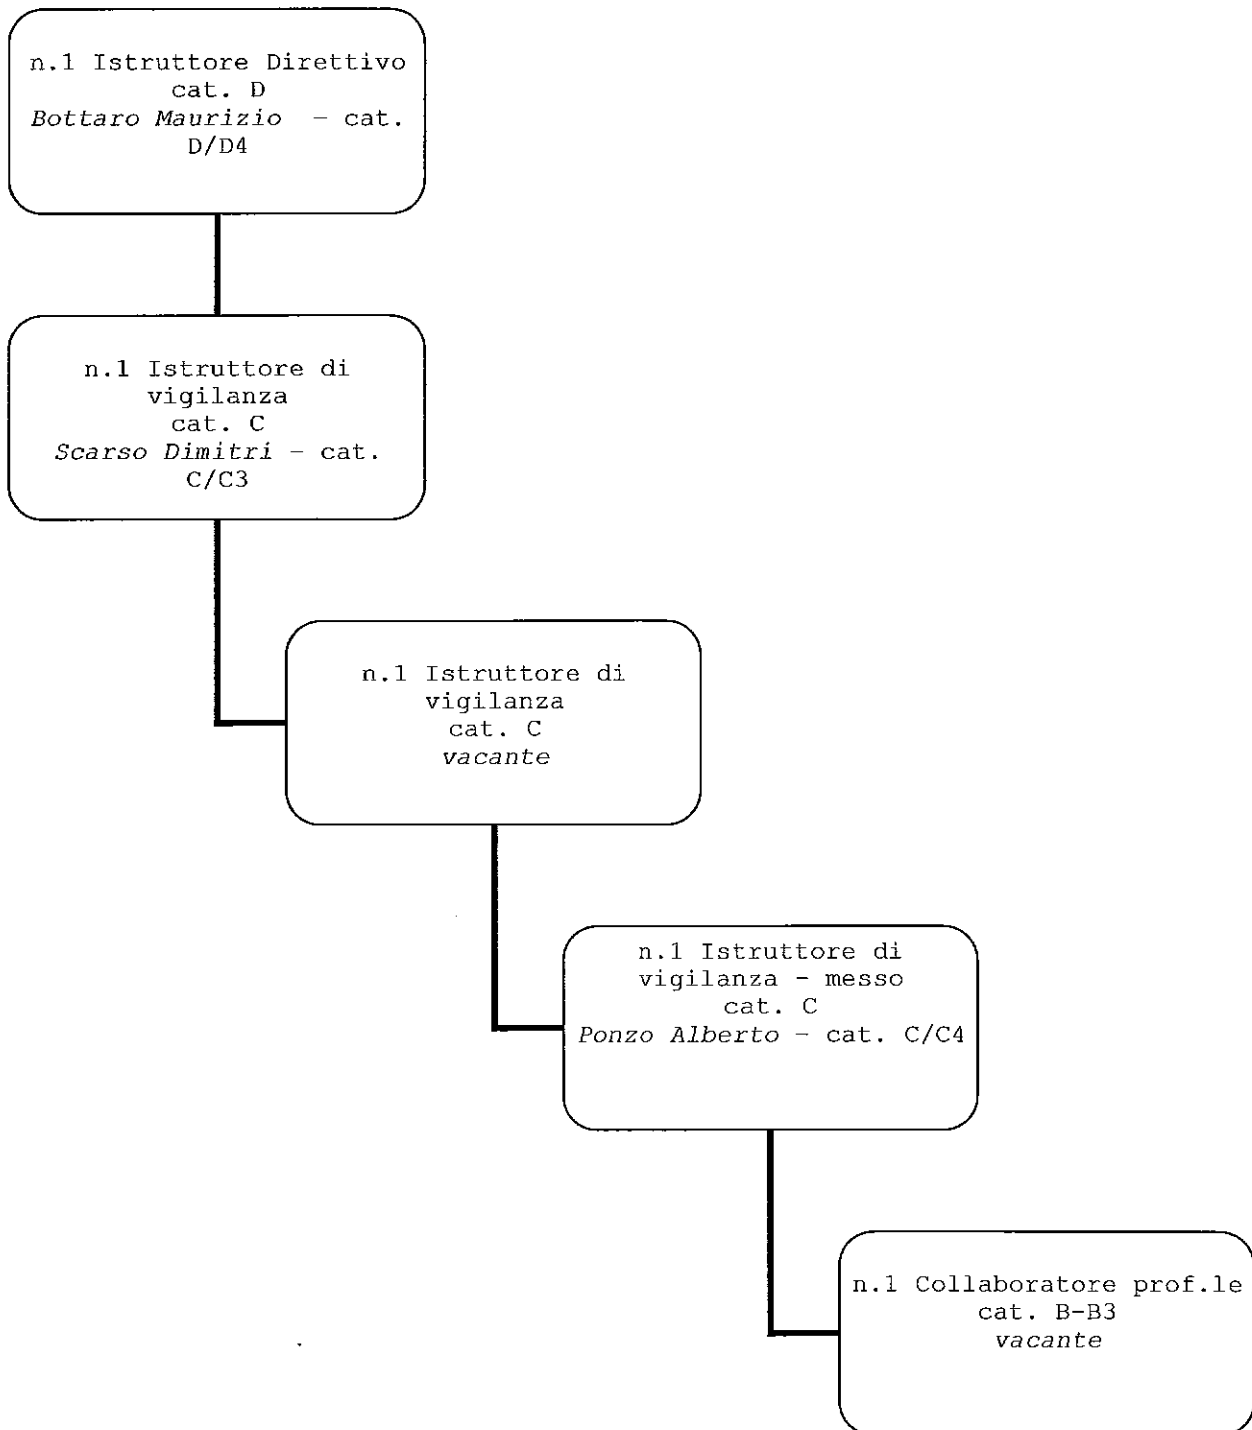 n.1 Istruttore Direttivo
cat. D
Bottaro Maurizio – cat.
D/D4
n.1 Istruttore di
vigilanza
cat. C
Scarso Dimitri – cat.
C/C3
n.1 Istruttore di
vigilanza
cat. C
vacante
n.1 Istruttore di
vigilanza - messo
cat. C
Ponzo Alberto – cat. C/C4
n.1 Collaboratore prof.le
cat. B-B3
vacante